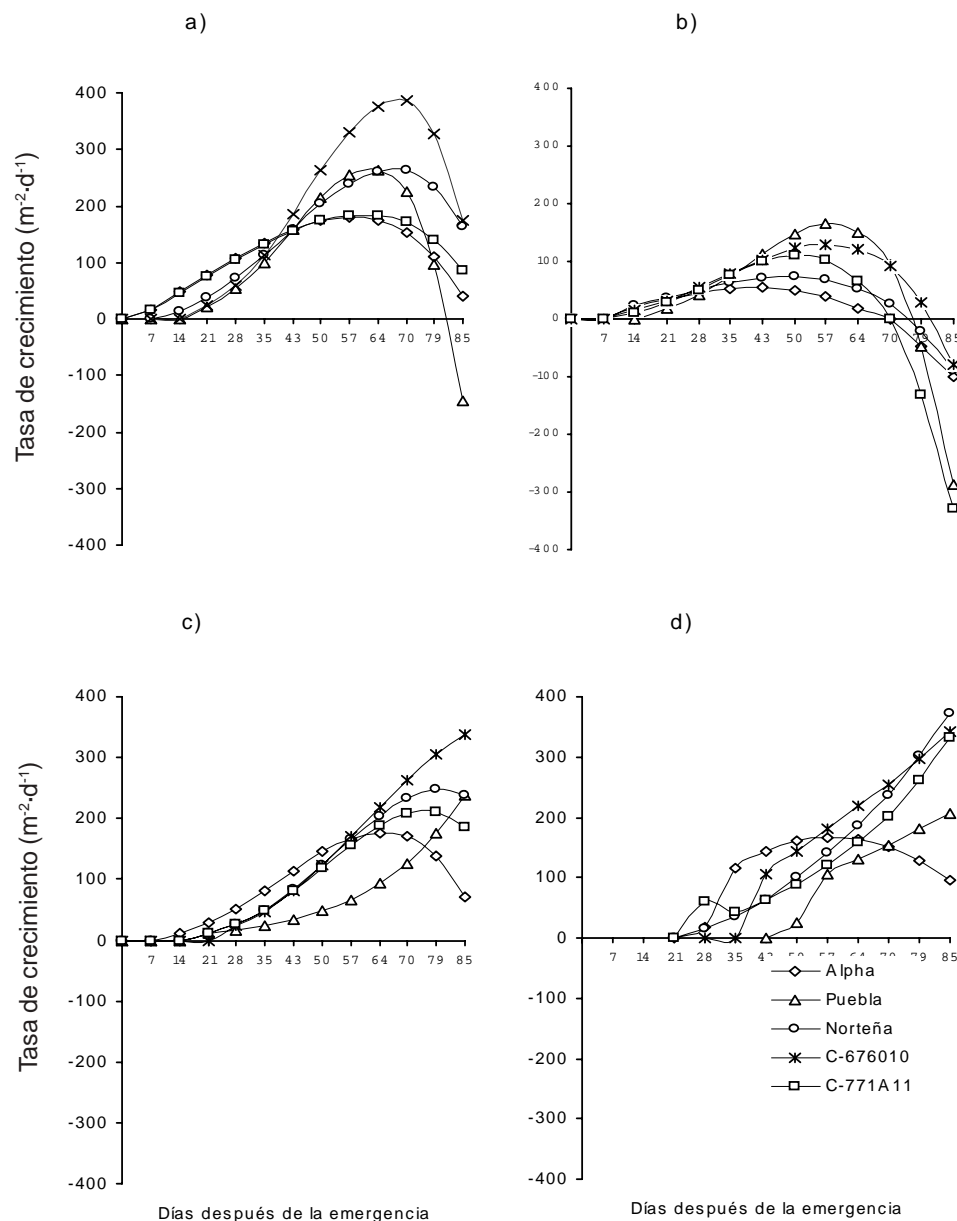 a)
400
300
200
100
0
-100
-200
-300
-400
7 14 21 28 35 43 50 57 64 70 79 85
Tasa de crecimiento (m-2·d-1)
b)
400
300
200
100
0
-100
-200
-300
-400
7 14 21 28 35 43 50 57 64 70 79 85
c)
400
300
200
100
0
-100
-200
-300
-400
7 14 21 28 35 43 50 57 64 70 79 85
Tasa de crecimiento (m-2·d-1)
Días después de la emergencia
d)
400
300
200
100
0
-100
-200
-300
-400
7 14 21 28 35 43 50 57 64 70 79 85
Alpha
Puebla
Norteña
C-676010
C-771A11
Días después de la emergencia